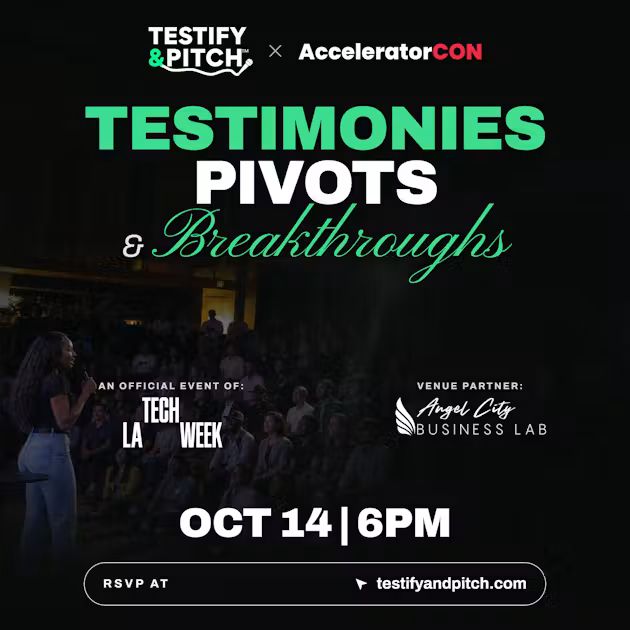 TESTIFY
&PITCH™ × AcceleratorCON
TESTIMONIES
PIVOTS
& Breakthroughs
AN OFFICIAL EVENT OF:
TECH
LA WEEK
VENUE PARTNER:
Angel City
BUSINESS LAB
OCT 14 | 6PM
RSVP AT testifyandpitch.com